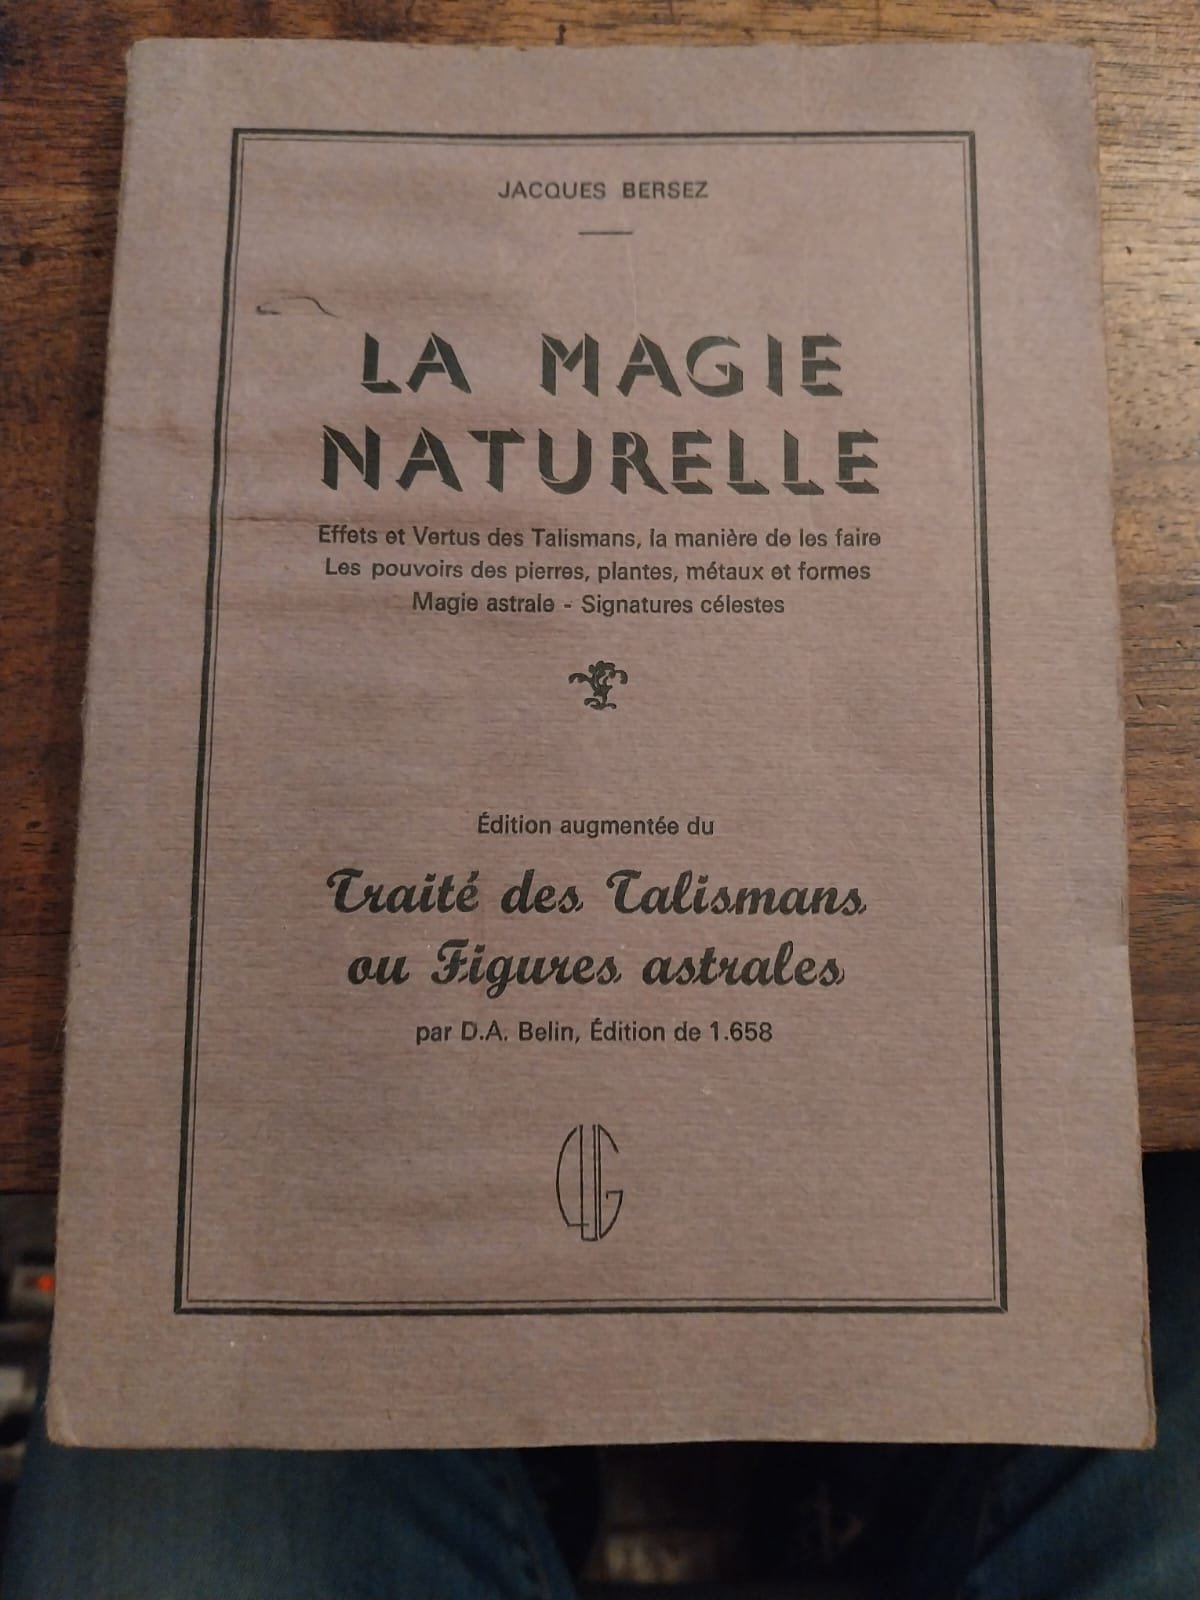 JACQUES BERSEZ
LA MAGIE
NATURELLE
Effets et Vertus des Talismans, la manière de les faire
Les pouvoirs des pierres, plantes, métaux et formes
Magie astrale - Signatures célestes
Édition augmentée du
Traité des Talismans
ou Figures astrales
par D.A. Belin, Édition de 1.658